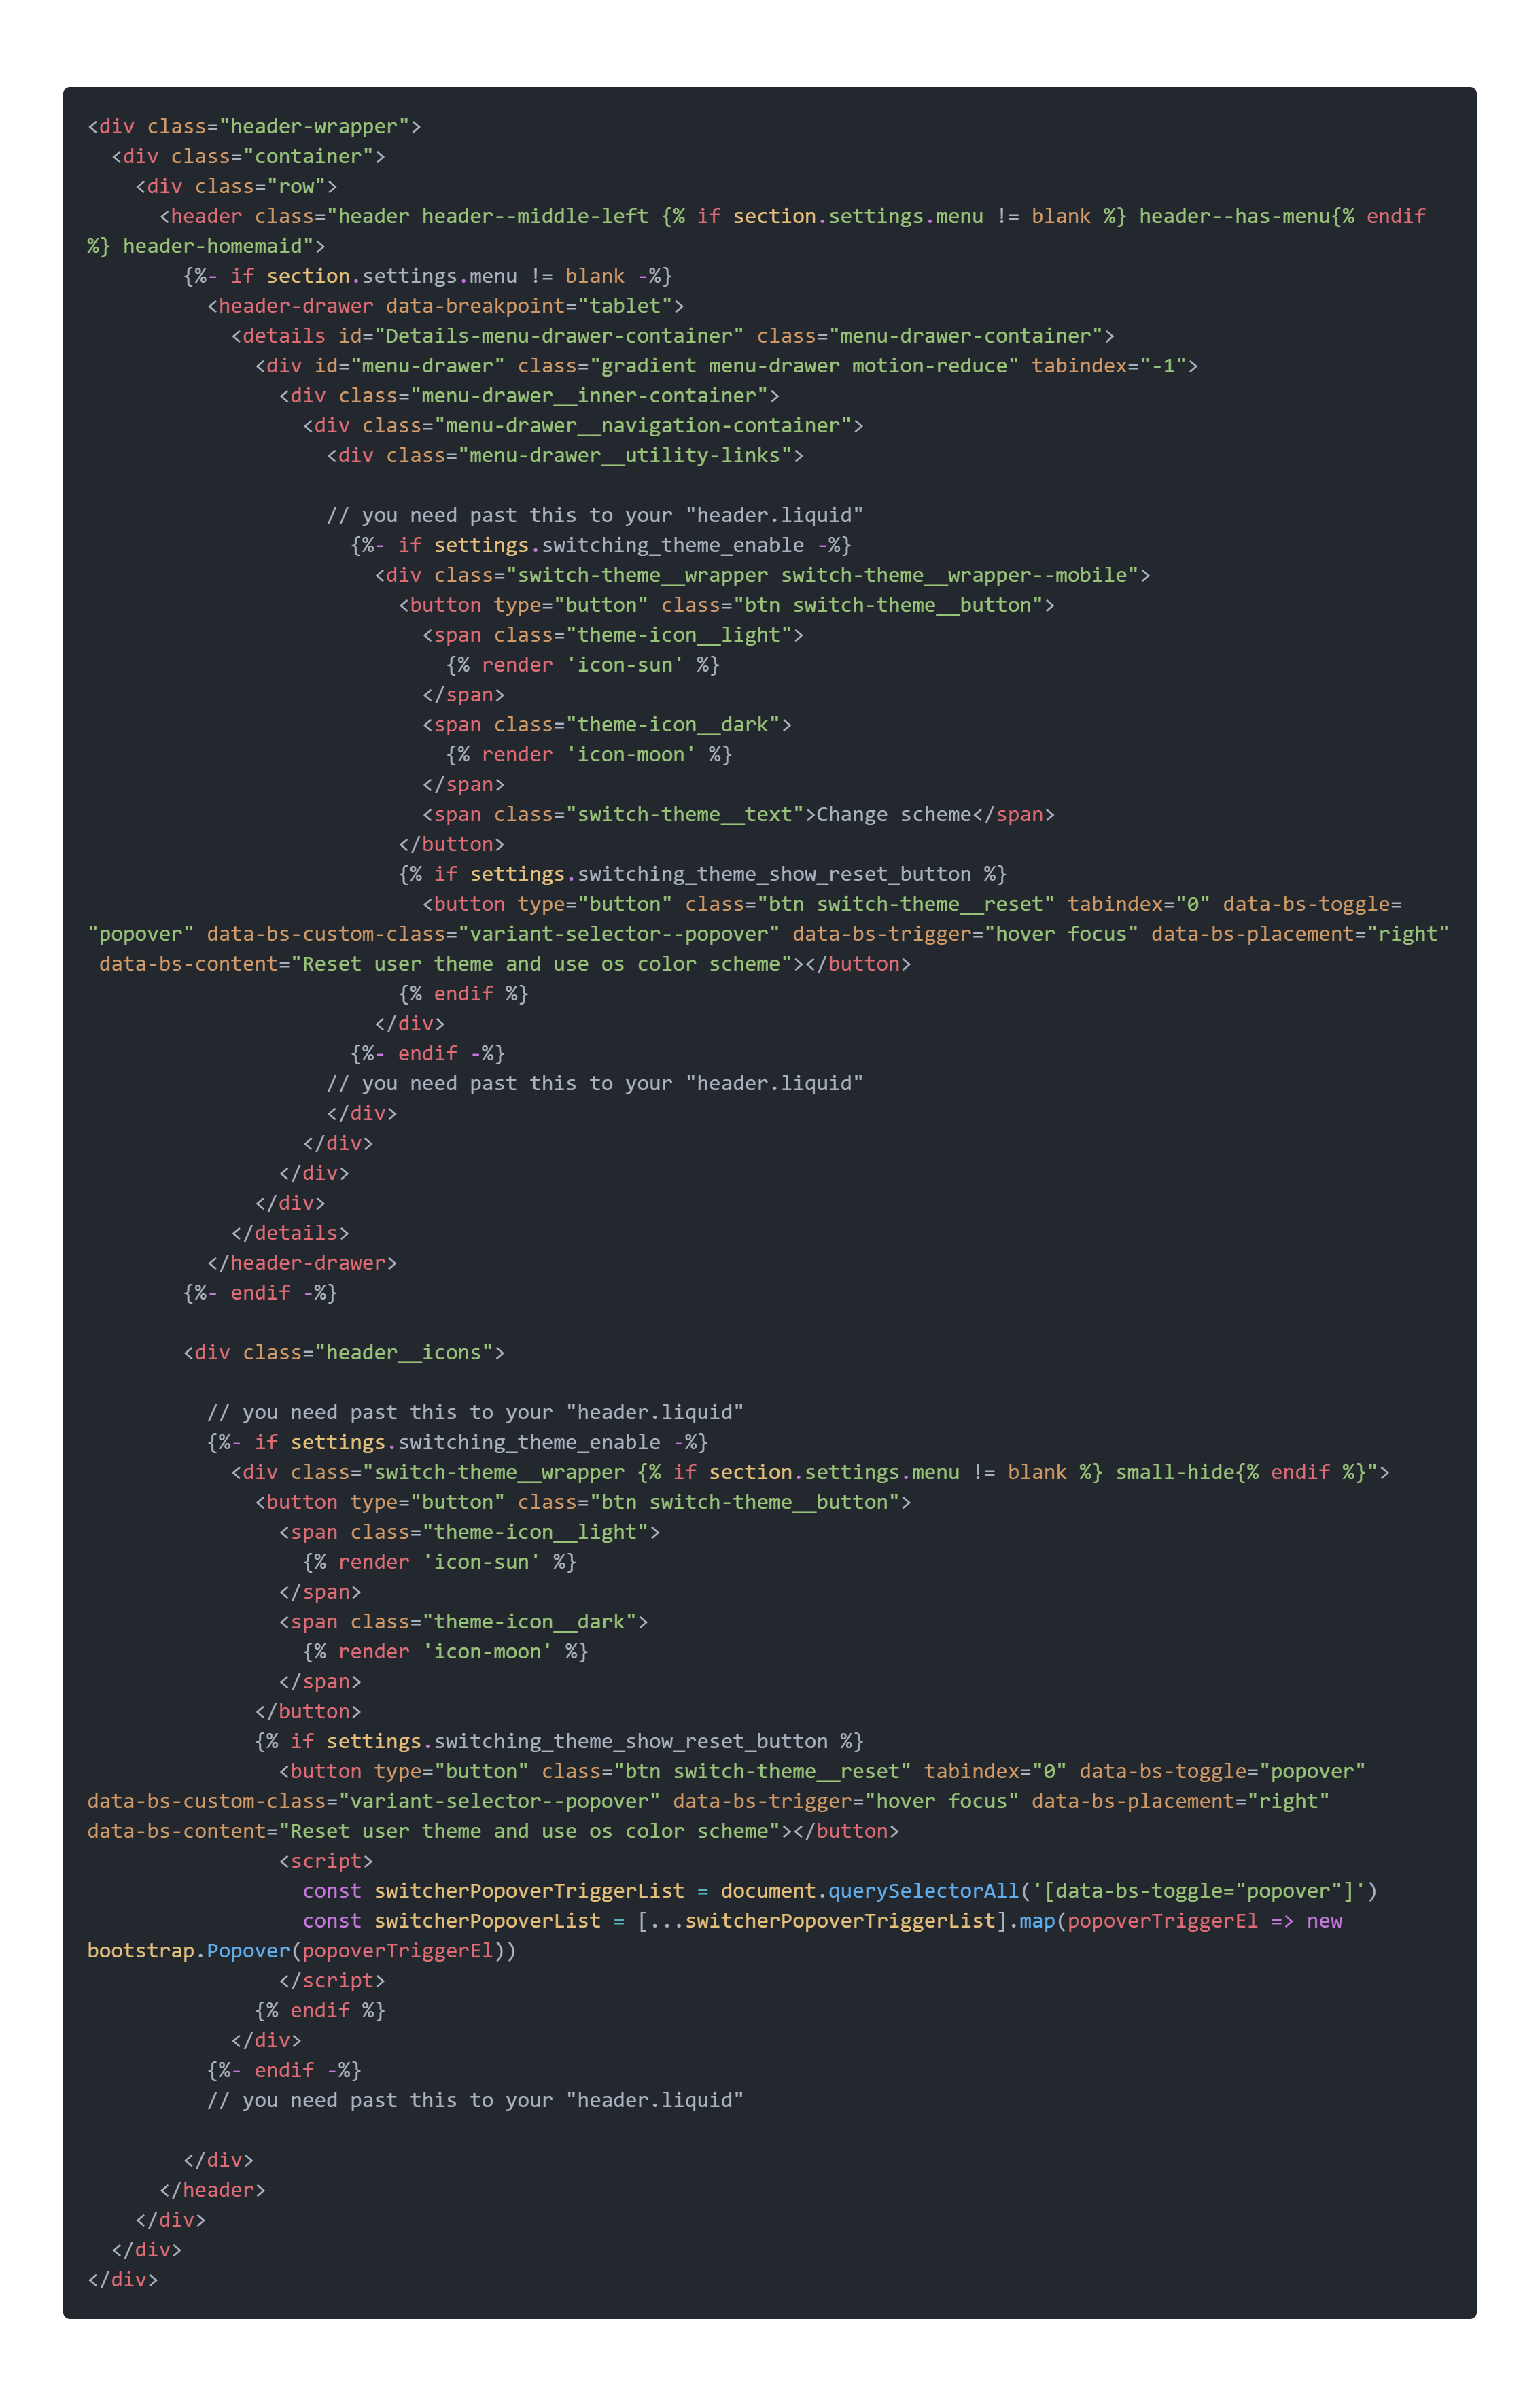 <div class="header-wrapper">
  <div class="container">
    <div class="row">
      <header class="header header--middle-left {% if section.settings.menu != blank %} header--has-menu{% endif
%} header-homemaid">
        {%- if section.settings.menu != blank -%}
          <header-drawer data-breakpoint="tablet">
            <details id="Details-menu-drawer-container" class="menu-drawer-container">
              <div id="menu-drawer" class="gradient menu-drawer motion-reduce" tabindex="-1">
                <div class="menu-drawer__inner-container">
                  <div class="menu-drawer__navigation-container">
                    <div class="menu-drawer__utility-links">

                    // you need past this to your "header.liquid"
                      {%- if settings.switching_theme_enable -%}
                        <div class="switch-theme__wrapper switch-theme__wrapper--mobile">
                          <button type="button" class="btn switch-theme__button">
                            <span class="theme-icon__light">
                              {% render 'icon-sun' %}
                            </span>
                            <span class="theme-icon__dark">
                              {% render 'icon-moon' %}
                            </span>
                            <span class="switch-theme__text">Change scheme</span>
                          </button>
                          {% if settings.switching_theme_show_reset_button %}
                            <button type="button" class="btn switch-theme__reset" tabindex="0" data-bs-toggle=
"popover" data-bs-custom-class="variant-selector--popover" data-bs-trigger="hover focus" data-bs-placement="right"
 data-bs-content="Reset user theme and use os color scheme"></button>
                          {% endif %}
                        </div>
                      {%- endif -%}
                    // you need past this to your "header.liquid"
                    </div>
                  </div>
                </div>
              </div>
            </details>
          </header-drawer>
        {%- endif -%}

        <div class="header__icons">

          // you need past this to your "header.liquid"
          {%- if settings.switching_theme_enable -%}
            <div class="switch-theme__wrapper {% if section.settings.menu != blank %} small-hide{% endif %}">
              <button type="button" class="btn switch-theme__button">
                <span class="theme-icon__light">
                  {% render 'icon-sun' %}
                </span>
                <span class="theme-icon__dark">
                  {% render 'icon-moon' %}
                </span>
              </button>
              {% if settings.switching_theme_show_reset_button %}
                <button type="button" class="btn switch-theme__reset" tabindex="0" data-bs-toggle="popover"
data-bs-custom-class="variant-selector--popover" data-bs-trigger="hover focus" data-bs-placement="right"
data-bs-content="Reset user theme and use os color scheme"></button>
                <script>
                  const switcherPopoverTriggerList = document.querySelectorAll('[data-bs-toggle="popover"]')
                  const switcherPopoverList = [...switcherPopoverTriggerList].map(popoverTriggerEl => new
bootstrap.Popover(popoverTriggerEl))
                </script>
              {% endif %}
            </div>
          {%- endif -%}
          // you need past this to your "header.liquid"

        </div>
      </header>
    </div>
  </div>
</div>